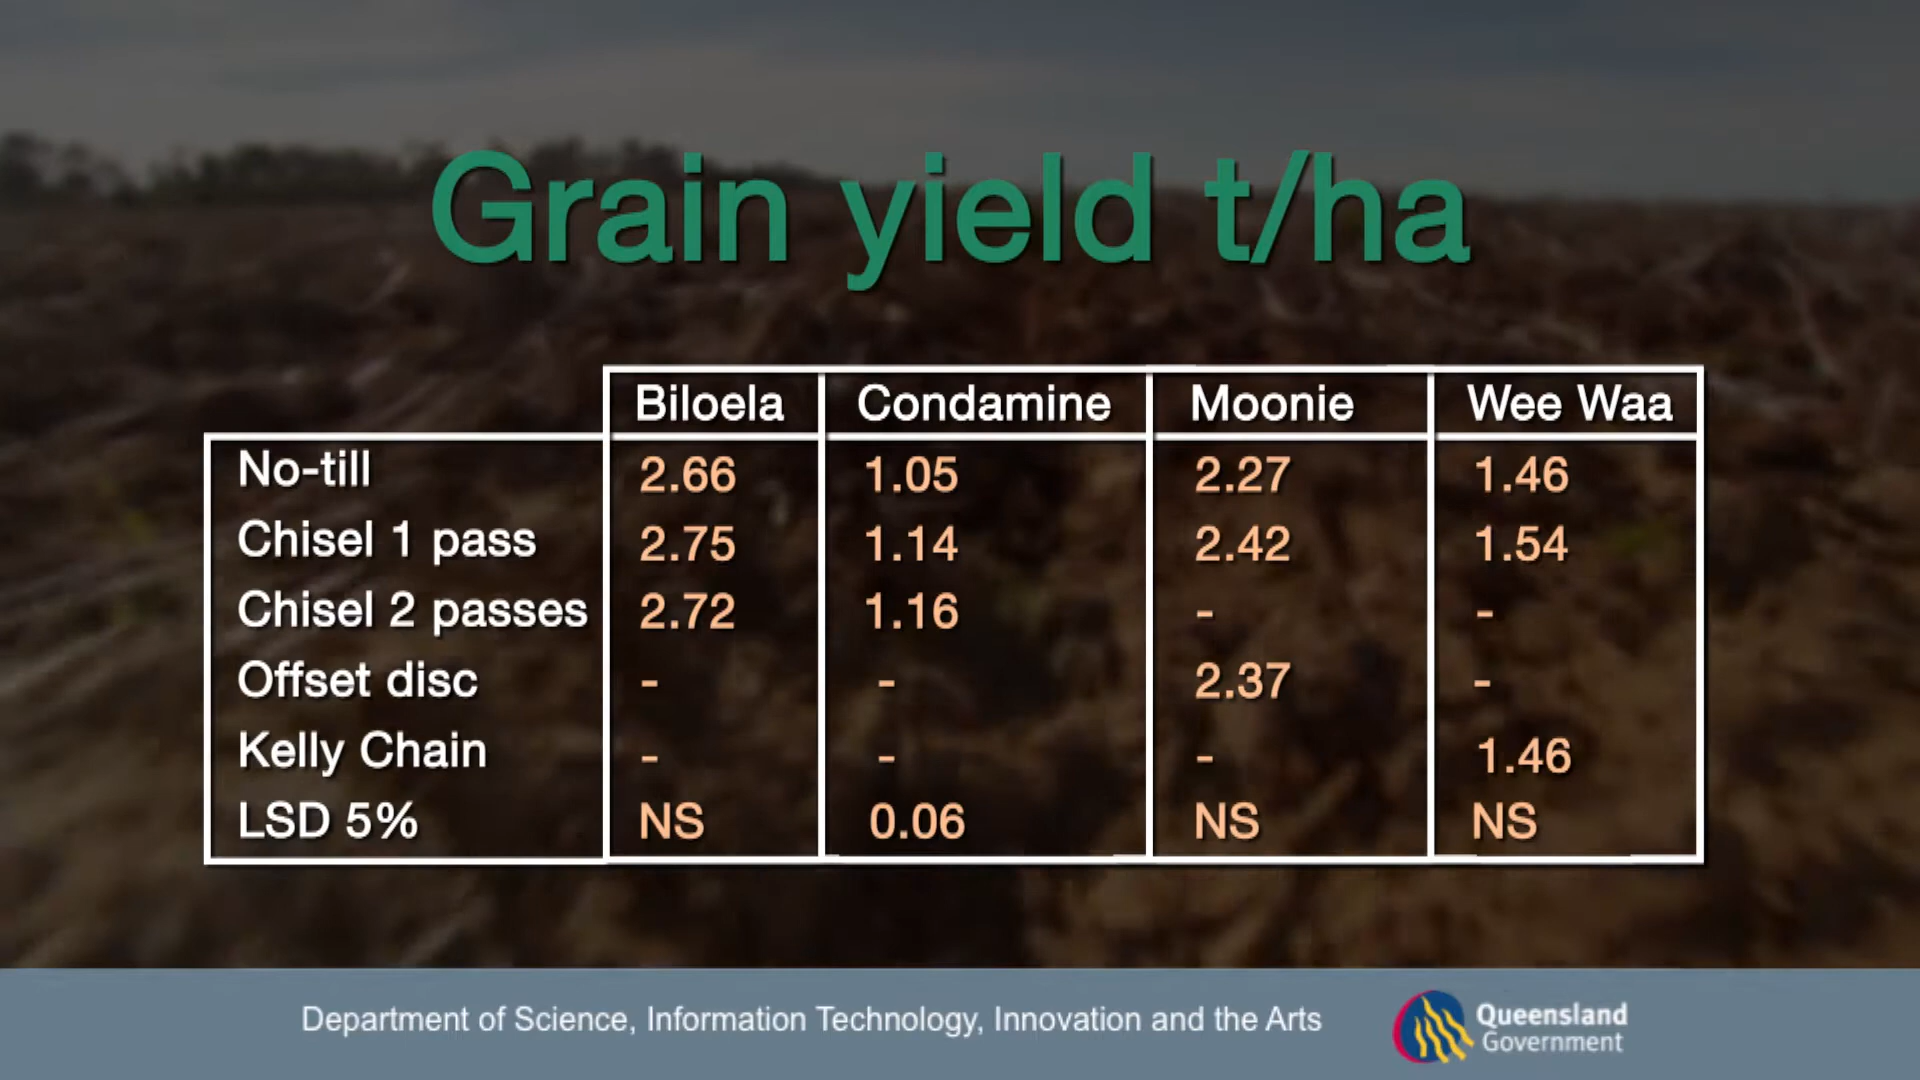 Grain yield t/ha
Biloela Condamine Moonie Wee Waa
No-till 2.66 1.05 2.27 1.46
Chisel 1 pass 2.75 1.14 2.42 1.54
Chisel 2 passes 2.72 1.16 - -
Offset disc - - 2.37 -
Kelly Chain - - - 1.46
LSD 5% NS 0.06 NS NS
Department of Science, Information Technology, Innovation and the Arts
Queensland
Government